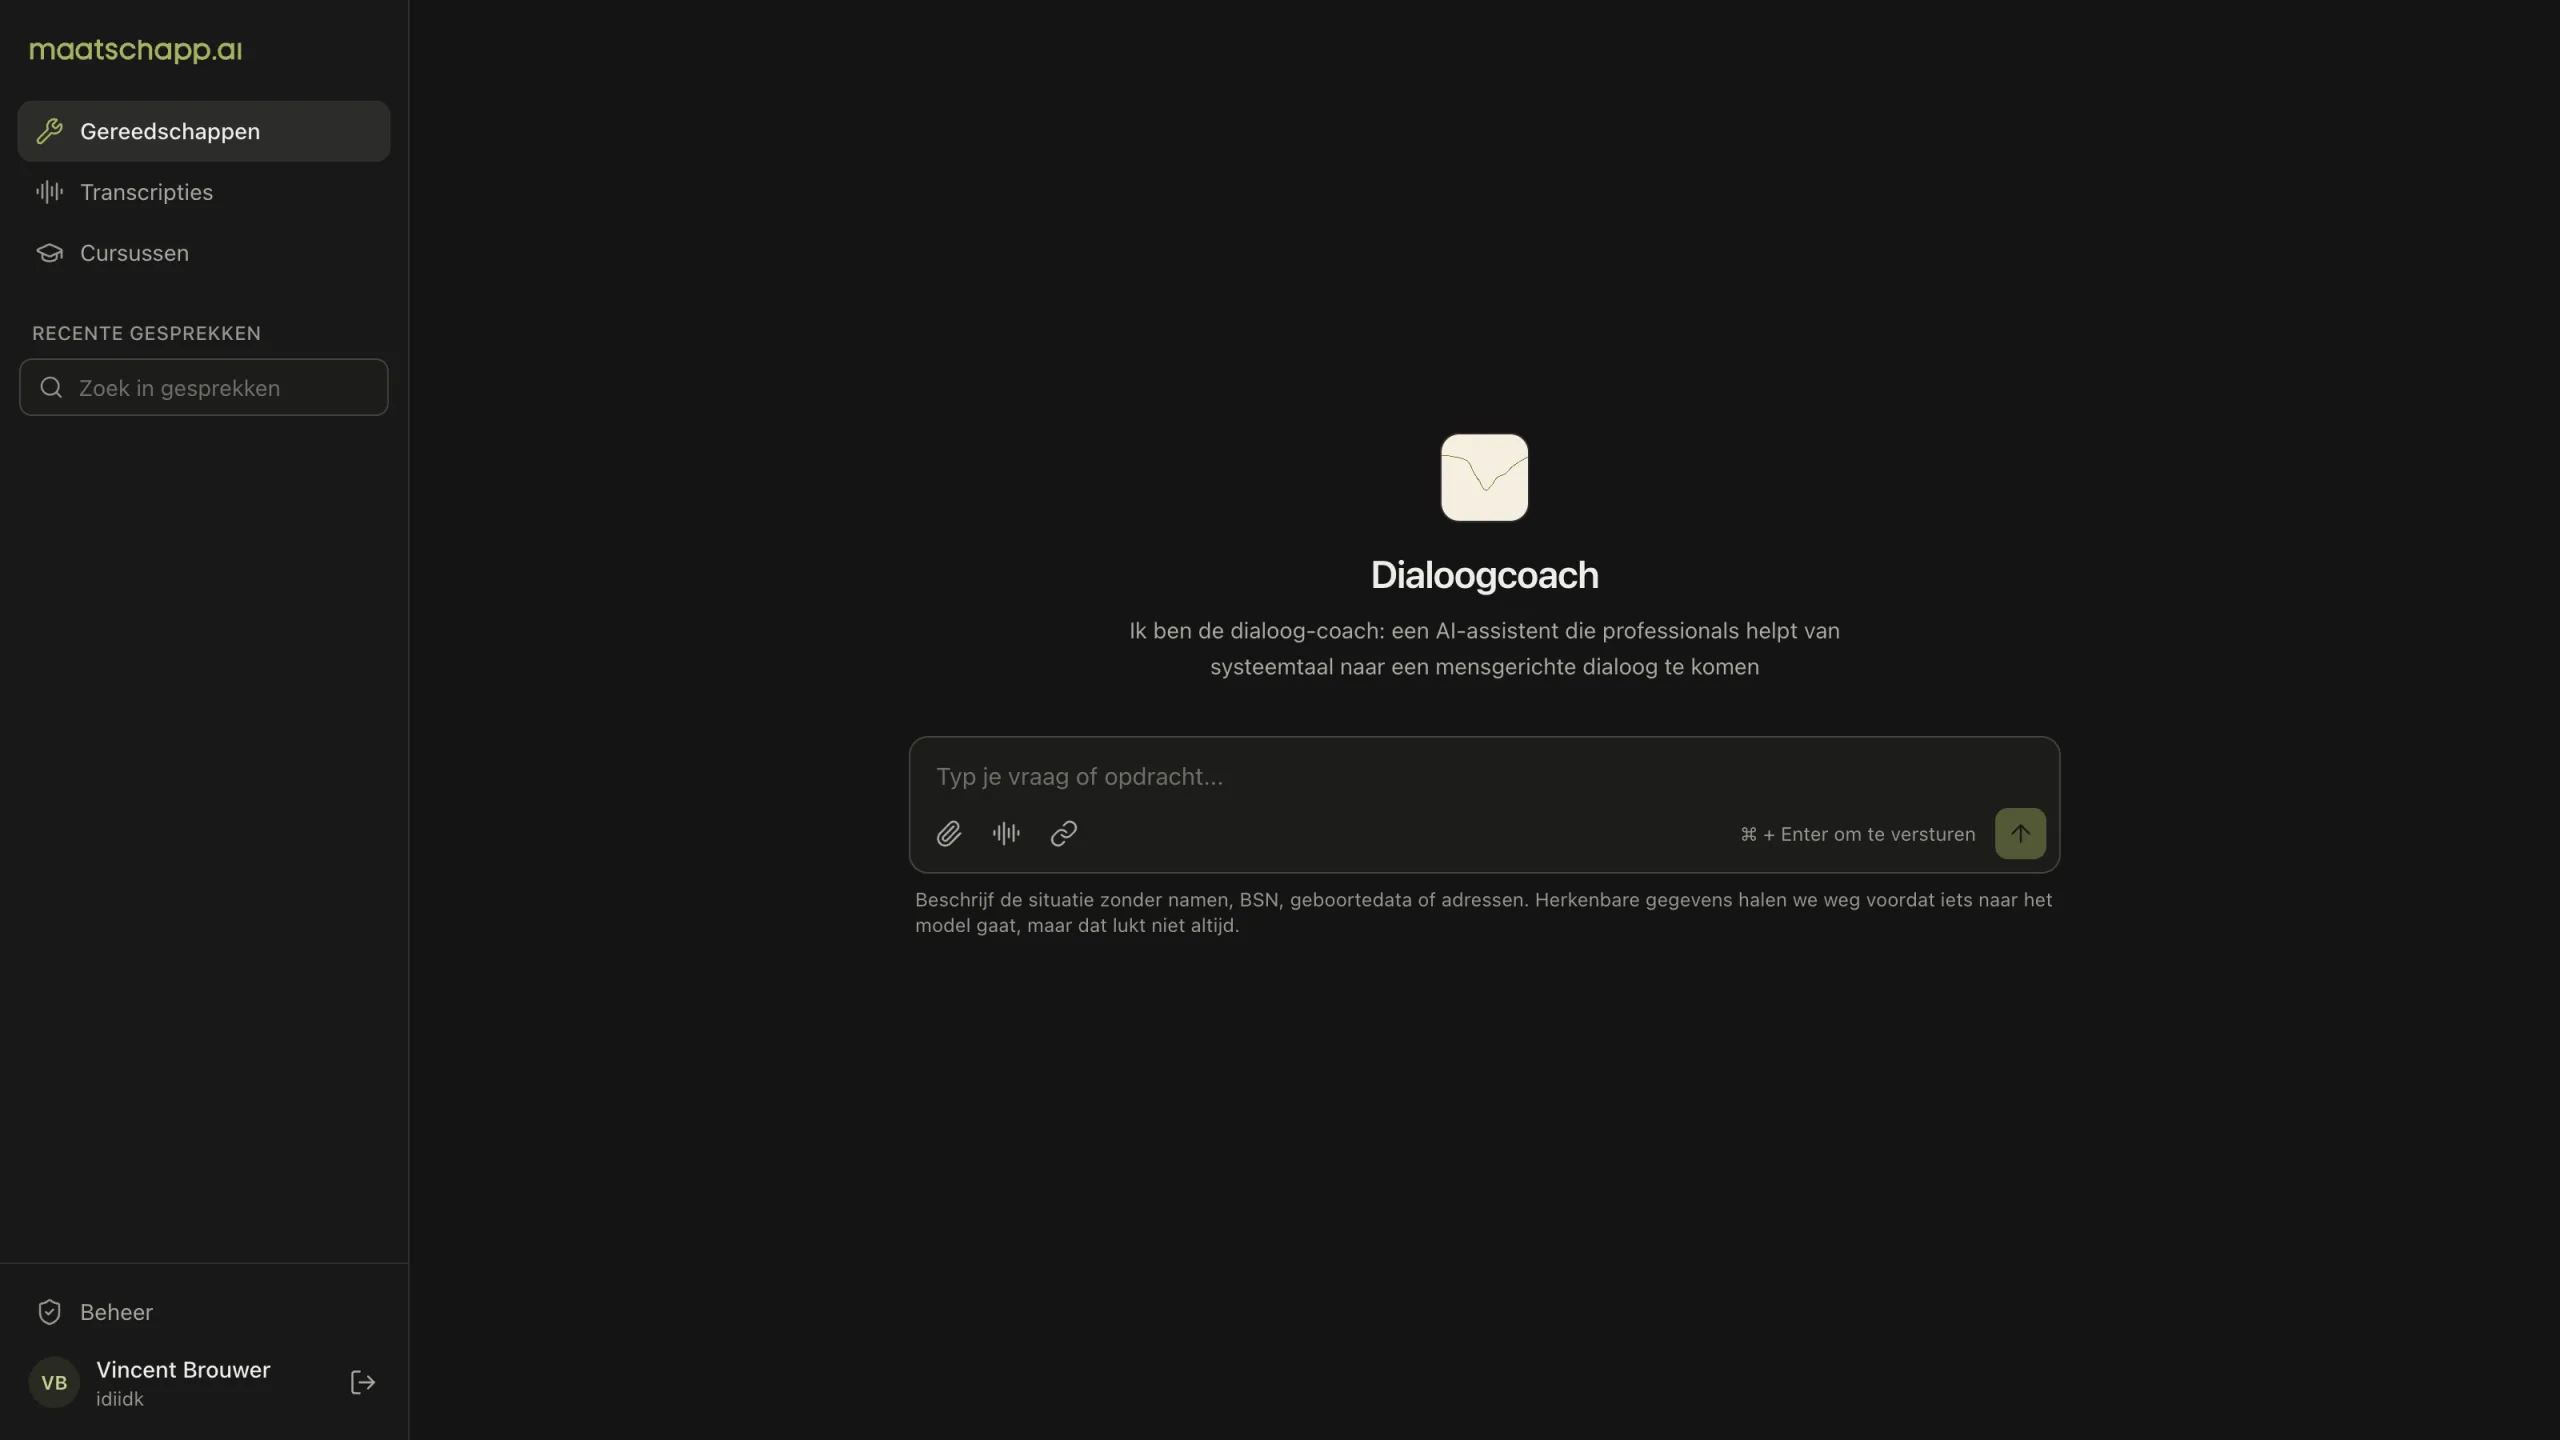 maatschapp.ai
Gereedschappen
Transcripties
Cursussen
RECENTE GESPREKKEN
Zoek in gesprekken
Dialoogcoach
Ik ben de dialoog-coach: een AI-assistent die professionals helpt van
systeemtaal naar een mensgerichte dialoog te komen
Typ je vraag of opdracht...
⌘ + Enter om te versturen
Beschrijf de situatie zonder namen, BSN, geboortedata of adressen. Herkenbare gegevens halen we weg voordat iets naar het
model gaat, maar dat lukt niet altijd.
Beheer
VB
Vincent Brouwer
idiidk